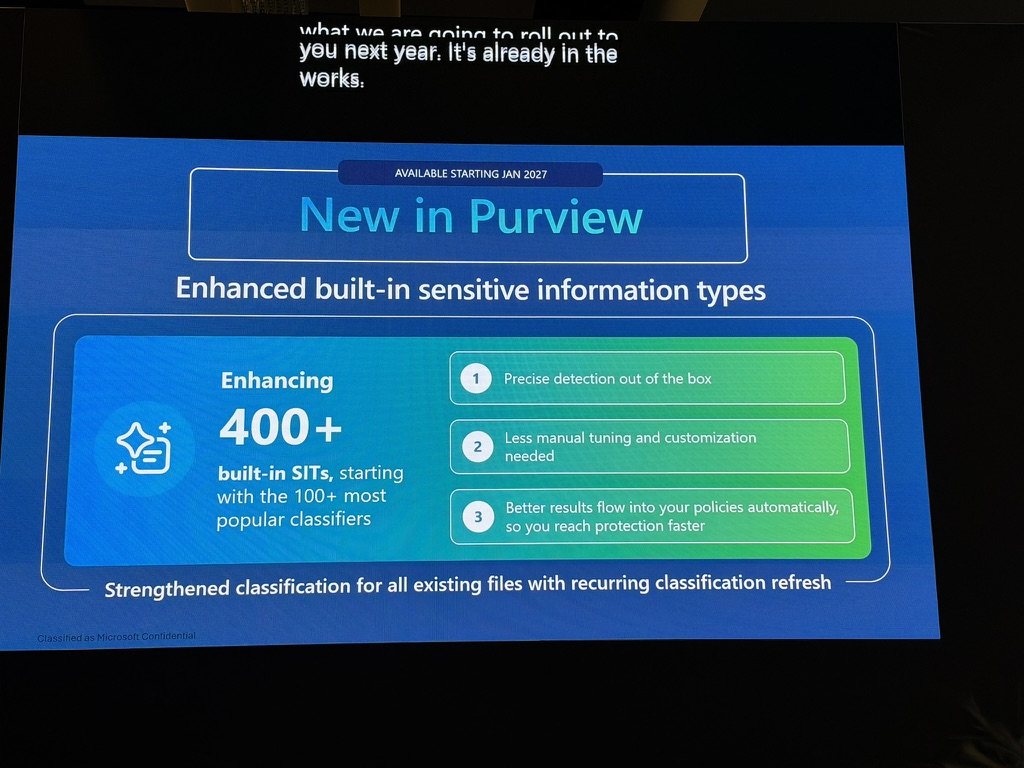 what we are going to roll out to
you next year. It's already in the
works.
AVAILABLE STARTING JAN 2027
New in Purview
Enhanced built-in sensitive information types
Enhancing
400+
built-in SITs, starting
with the 100+ most
popular classifiers
1 Precise detection out of the box
2 Less manual tuning and customization
needed
3 Better results flow into your policies automatically,
so you reach protection faster
Strengthened classification for all existing files with recurring classification refresh
Classified as Microsoft Confidential